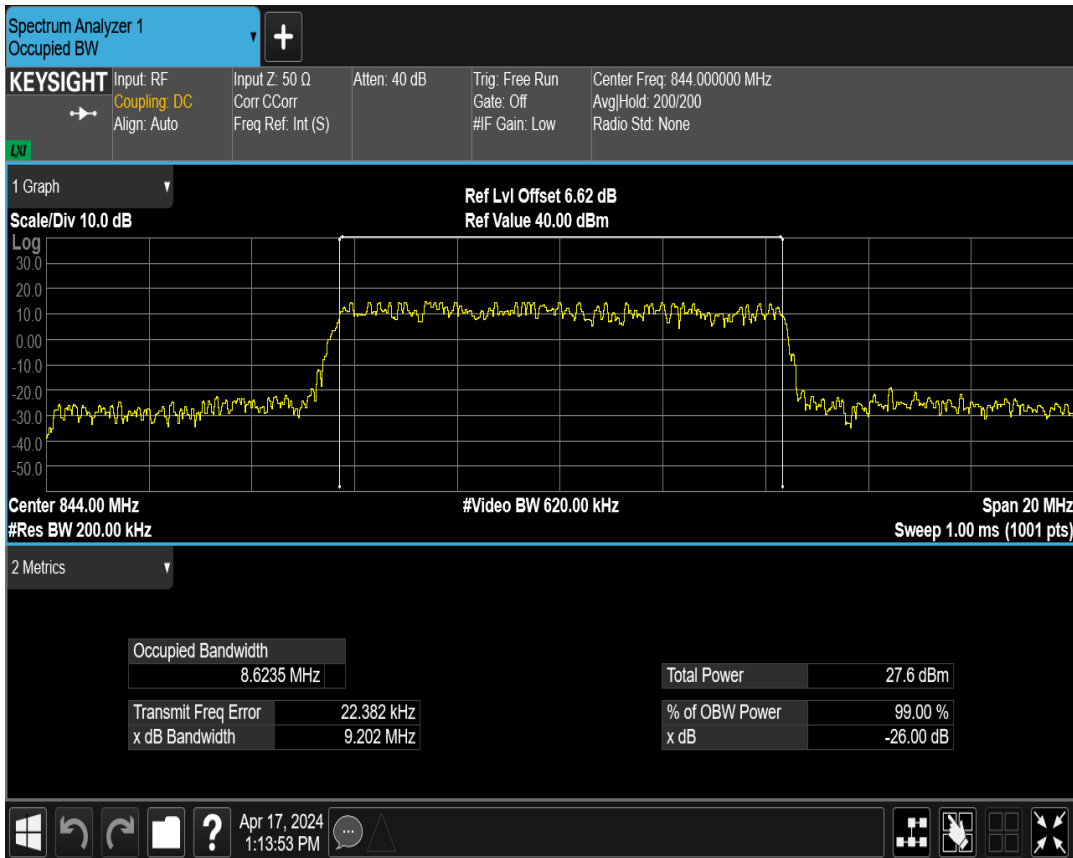 Spectrum Analyzer 1
Occupied BW
▼
+
KEYSIGHT
LXI
Input: RF
Coupling: DC
Align: Auto
Input Z: 50 Ω
Corr CCorr
Freq Ref: Int (S)
Atten: 40 dB
Trig: Free Run
Gate: Off
#IF Gain: Low
Center Freq: 844.000000 MHz
Avg|Hold: 200/200
Radio Std: None
1 Graph ▼
Scale/Div 10.0 dB
Ref Lvl Offset 6.62 dB
Ref Value 40.00 dBm
Log
30.0
20.0
10.0
0.00
-10.0
-20.0
-30.0
-40.0
-50.0
Center 844.00 MHz
#Res BW 200.00 kHz
#Video BW 620.00 kHz
Span 20 MHz
Sweep 1.00 ms (1001 pts)
2 Metrics ▼
Occupied Bandwidth
8.6235 MHz
Transmit Freq Error 22.382 kHz
x dB Bandwidth 9.202 MHz
Total Power 27.6 dBm
% of OBW Power 99.00 %
x dB -26.00 dB
?
Apr 17, 2024
1:13:53 PM
...